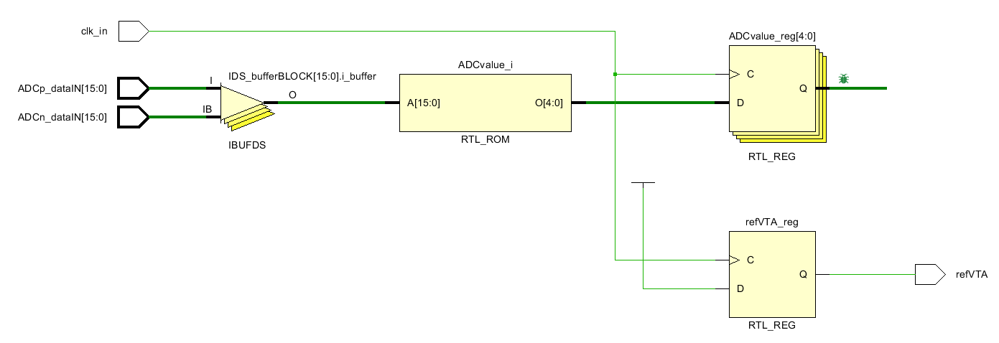 clk_in
ADCp_dataIN[15:0]
ADCn_dataIN[15:0]
I
IB
IDS_bufferBLOCK[15:0].i_buffer
O
IBUFDS
ADCvalue_i
A[15:0]
O[4:0]
RTL_ROM
ADCvalue_reg[4:0]
C
Q
D
RTL_REG
refVTA_reg
C
Q
D
RTL_REG
refVTA